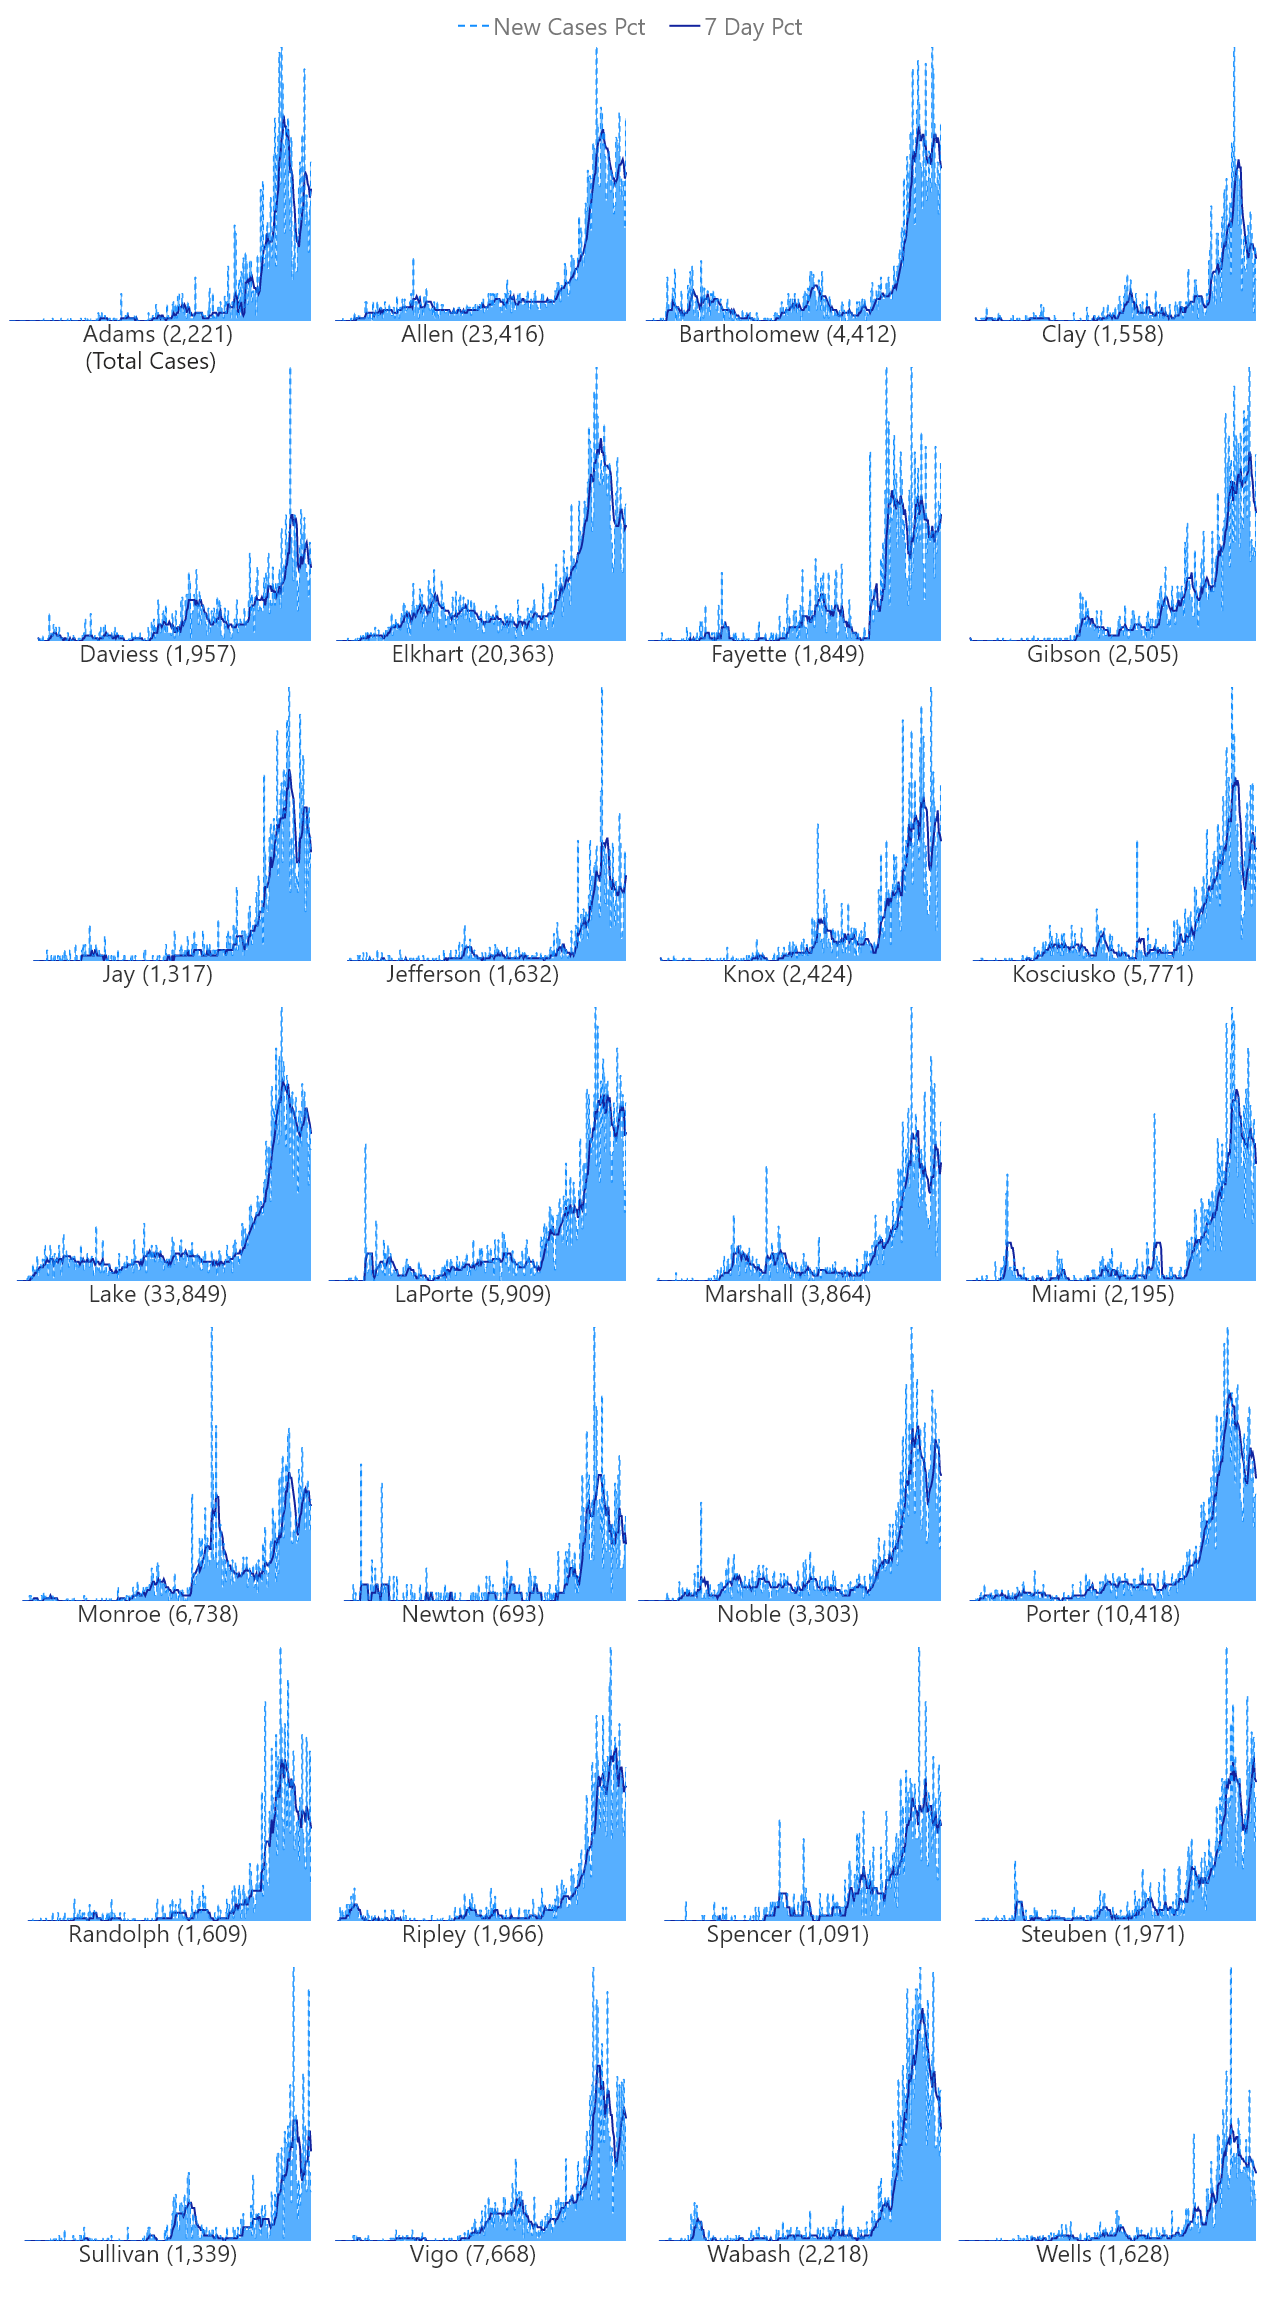 New Cases Pct 7 Day Pct
Adams (2,221) Allen (23,416) Bartholomew (4,412) Clay (1,558)
(Total Cases)
Daviess (1,957) Elkhart (20,363) Fayette (1,849) Gibson (2,505)
Jay (1,317) Jefferson (1,632) Knox (2,424) Kosciusko (5,771)
Lake (33,849) LaPorte (5,909) Marshall (3,864) Miami (2,195)
Monroe (6,738) Newton (693) Noble (3,303) Porter (10,418)
Randolph (1,609) Ripley (1,966) Spencer (1,091) Steuben (1,971)
Sullivan (1,339) Vigo (7,668) Wabash (2,218) Wells (1,628)